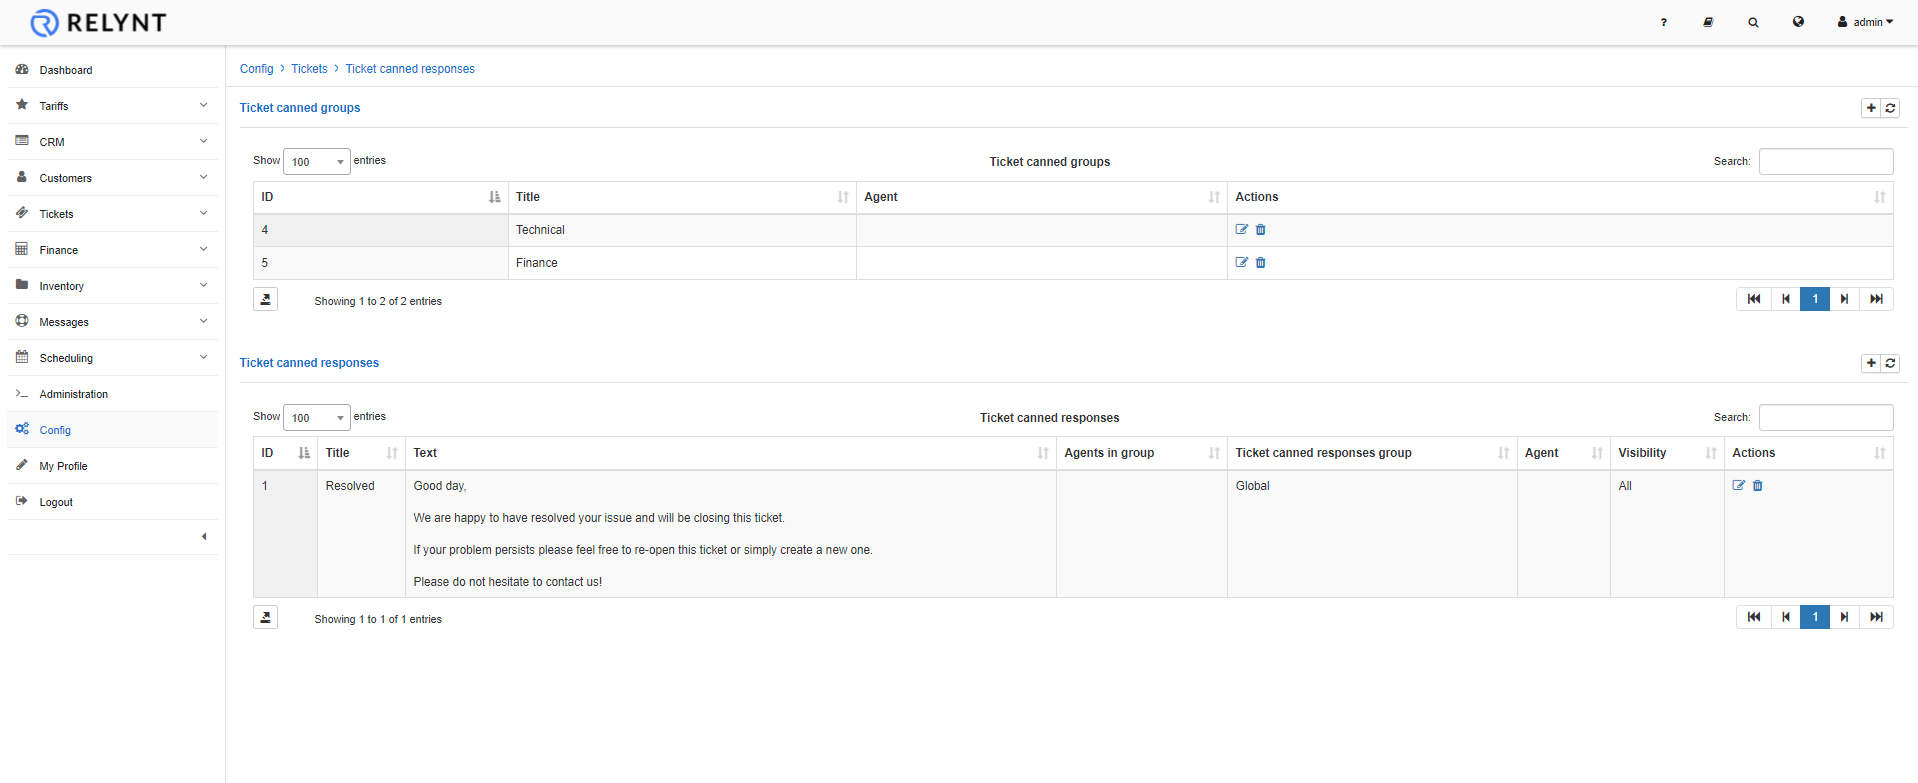 RELYNT
? admin
Dashboard
Tariffs
CRM
Customers
Tickets
Finance
Inventory
Messages
Scheduling
Administration
Config
My Profile
Logout
Config > Tickets > Ticket canned responses
Ticket canned groups
Show 100 entries
Ticket canned groups
Search:
ID Title Agent Actions
4 Technical
5 Finance
Showing 1 to 2 of 2 entries
1
Ticket canned responses
Show 100 entries
Ticket canned responses
Search:
ID Title Text Agents in group Ticket canned responses group Agent Visibility Actions
1 Resolved Good day, Global All
We are happy to have resolved your issue and will be closing this ticket.
If your problem persists please feel free to re-open this ticket or simply create a new one.
Please do not hesitate to contact us!
Showing 1 to 1 of 1 entries
1